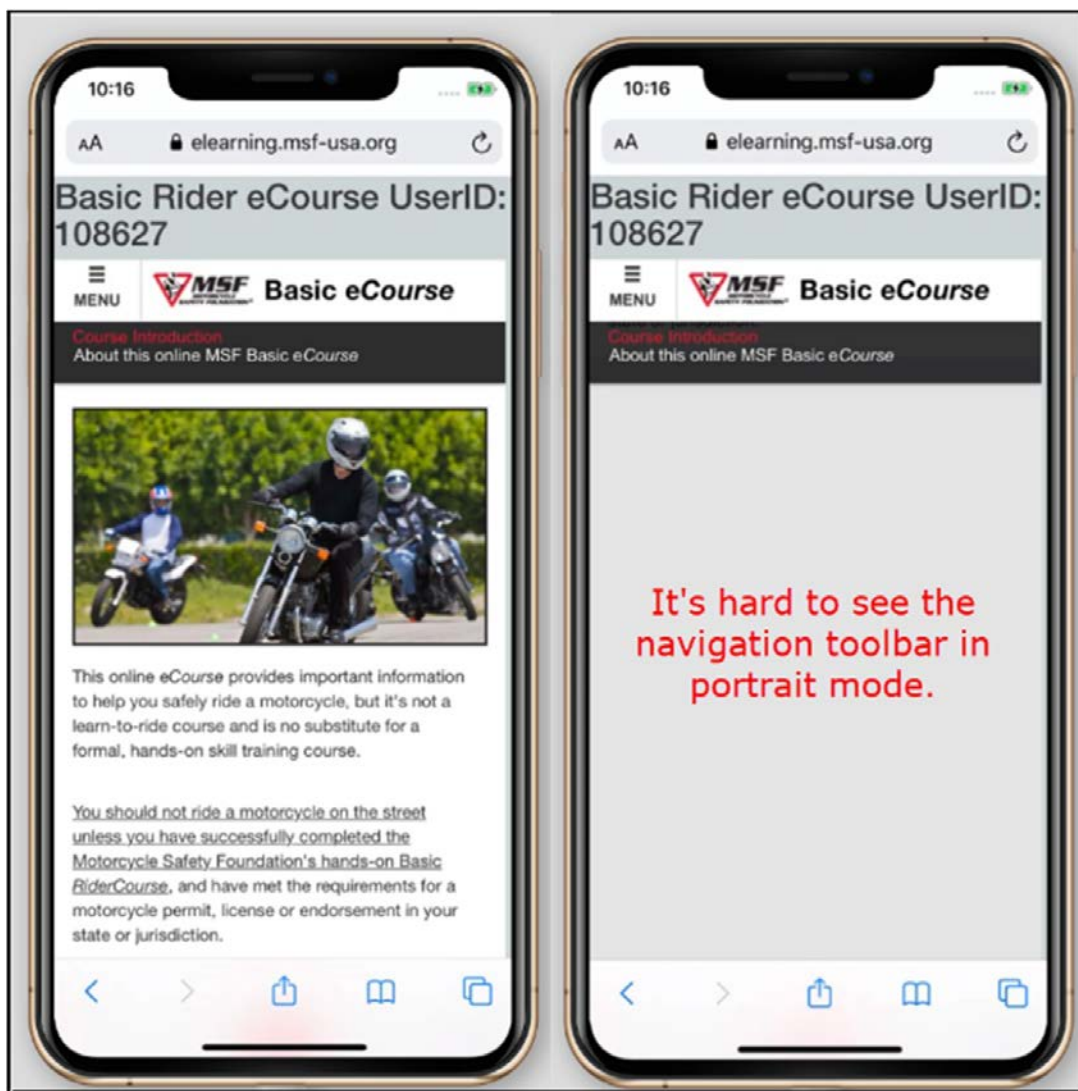 10:16
AA elearning.msf-usa.org
Basic Rider eCourse UserID:
108627
MENU
MSF
MOTORCYCLE
SAFETY FOUNDATION
Basic eCourse
Course Introduction
About this online MSF Basic eCourse
This online eCourse provides important information
to help you safely ride a motorcycle, but it's not a
learn-to-ride course and is no substitute for a
formal, hands-on skill training course.
You should not ride a motorcycle on the street
unless you have successfully completed the
Motorcycle Safety Foundation's hands-on Basic
RiderCourse, and have met the requirements for a
motorcycle permit, license or endorsement in your
state or jurisdiction.
10:16
AA elearning.msf-usa.org
Basic Rider eCourse UserID:
108627
MENU
MSF
MOTORCYCLE
SAFETY FOUNDATION
Basic eCourse
Course Introduction
About this online MSF Basic eCourse
It's hard to see the
navigation toolbar in
portrait mode.